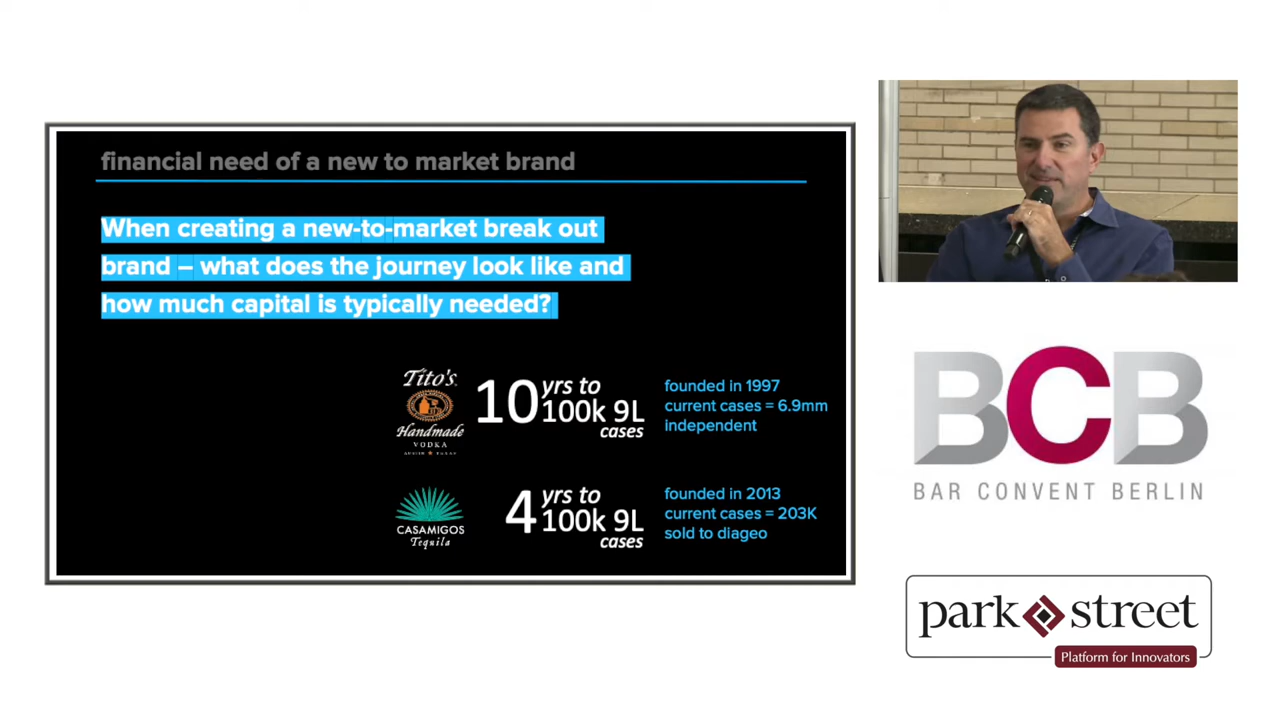 financial need of a new to market brand
When creating a new-to-market break out
brand – what does the journey look like and
how much capital is typically needed?
Tito's
Handmade
VODKA
AUSTIN ★ TEXAS
10 yrs to
100k 9L
cases
founded in 1997
current cases = 6.9mm
independent
CASAMIGOS
Tequila
4 yrs to
100k 9L
cases
founded in 2013
current cases = 203K
sold to diageo
BCB
BAR CONVENT BERLIN
park street
Platform for Innovators